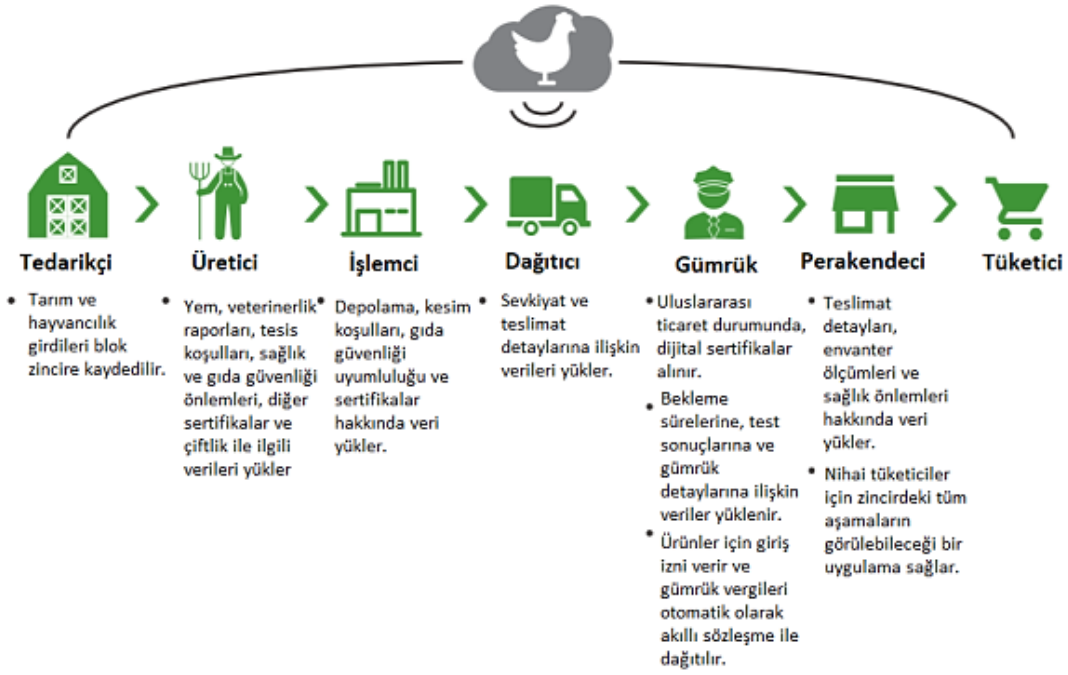 Tedarikçi
• Tarım ve
hayvancılık
girdileri blok
zincire kaydedilir.
Üretici
• Yem, veterinerlik
raporları, tesis
koşulları, sağlık
ve gıda güvenliği
önlemleri, diğer
sertifikalar ve
çiftlik ile ilgili
verileri yükler
İşlemci
• Depolama, kesim
koşulları, gıda
güvenliği
uyumluluğu ve
sertifikalar
hakkında veri
yükler.
Dağıtıcı
• Sevkiyat ve
teslimat
detaylarına ilişkin
verileri yükler.
Gümrük
• Uluslararası
ticaret durumunda,
dijital sertifikalar
alınır.
• Bekleme
sürelerine, test
sonuçlarına ve
gümrük
detaylarına ilişkin
veriler yüklenir.
• Ürünler için giriş
izni verir ve
gümrük vergileri
otomatik olarak
akıllı sözleşme ile
dağıtılır.
Perakendeci
• Teslimat
detayları,
envanter
ölçümleri ve
sağlık önlemleri
hakkında veri
yükler.
• Nihai tüketiciler
için zincirdeki tüm
aşamaların
görülebileceği bir
uygulama sağlar.
Tüketici